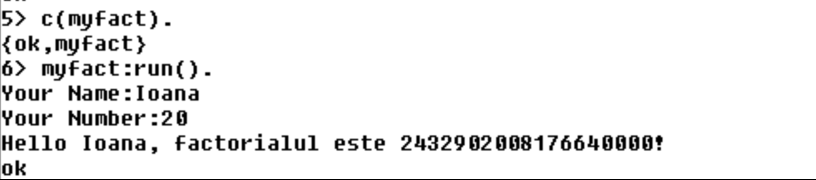 5> c(myfact).
{ok,myfact}
6> myfact:run().
Your Name:Ioana
Your Number:20
Hello Ioana, factorialul este 2432902008176640000!
ok